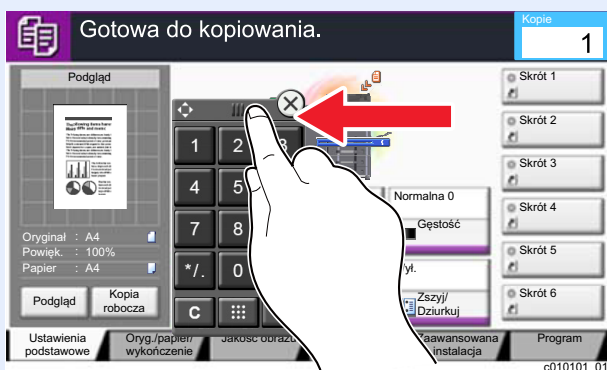 Gotowa do kopiowania.
Kopie
1
Podgląd
Oryginał : A4
Powięk. : 100%
Papier : A4
Podgląd
Kopia
robocza
1 2 3
4 5
7 8
*/. 0
C
Normalna 0
Gęstość
Wył.
Zszyj/
Dziurkuj
Skrót 1
Skrót 2
Skrót 3
Skrót 4
Skrót 5
Skrót 6
Ustawienia
podstawowe
Oryg./papier/
wykończenie
Jakość obrazu
Zaawansowana
instalacja
Program
c010101_01